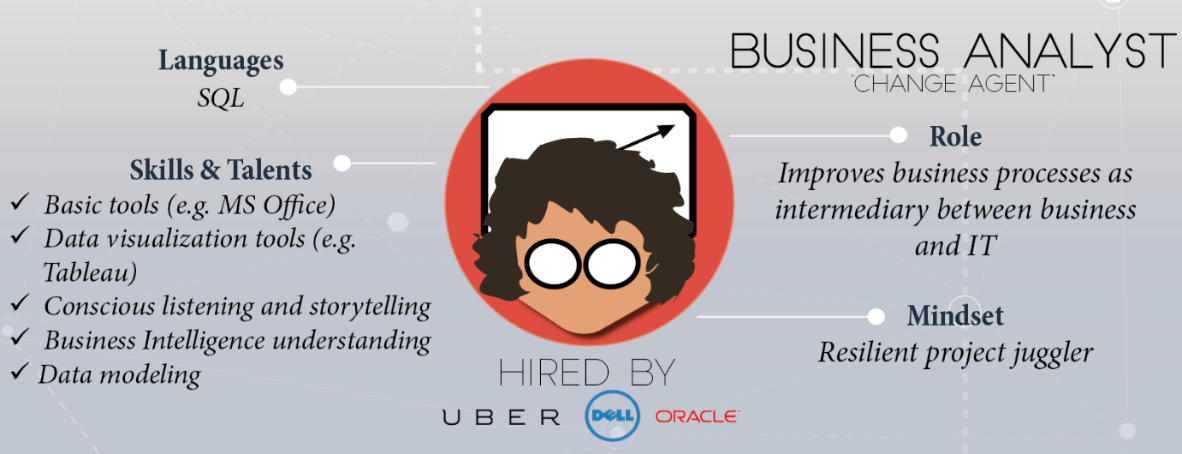 Languages
SQL
Skills & Talents
✓ Basic tools (e.g. MS Office)
✓ Data visualization tools (e.g.
Tableau)
✓ Conscious listening and storytelling
✓ Business Intelligence understanding
✓ Data modeling
HIRED BY
UBER DELL ORACLE
BUSINESS ANALYST
"CHANGE AGENT"
Role
Improves business processes as
intermediary between business
and IT
Mindset
Resilient project juggler